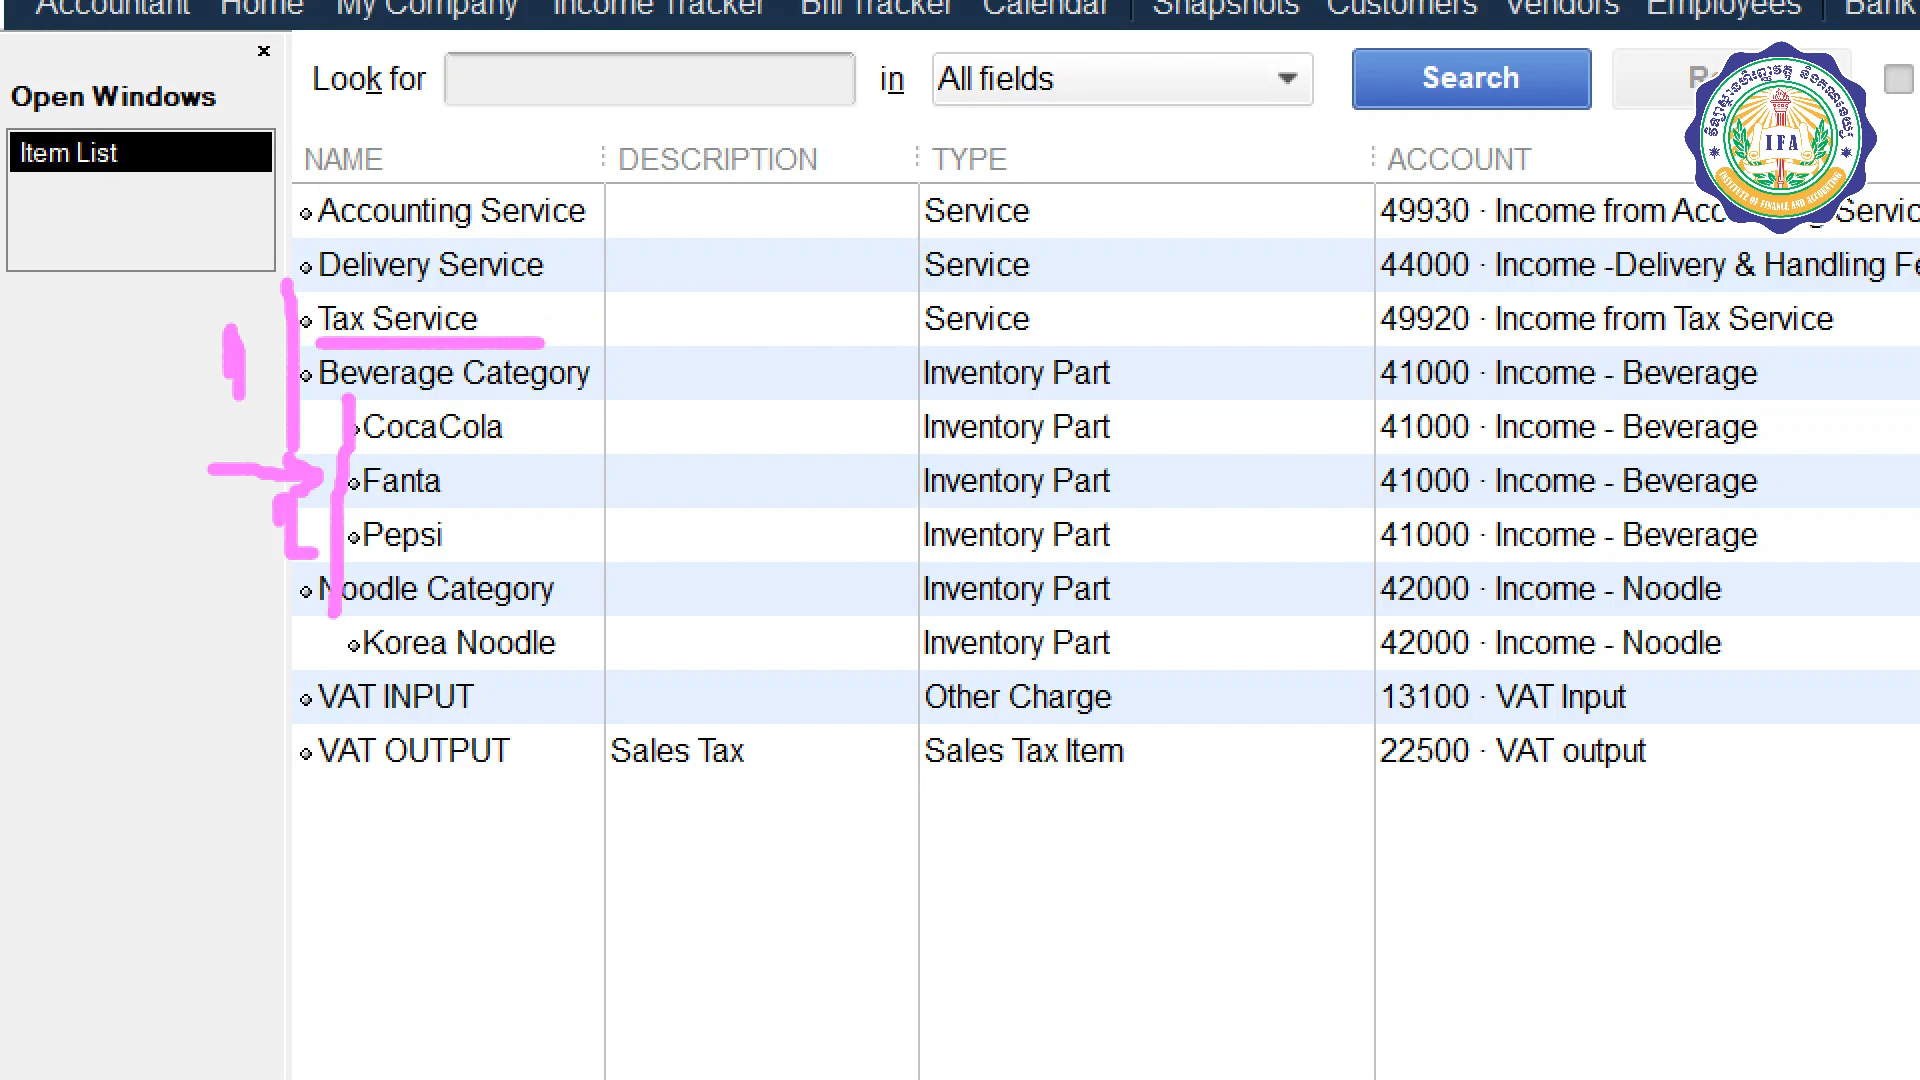 Accountant Home My Company Income Tracker Bill Tracker Calendar Snapshots Customers Vendors Employees Bank
Open Windows
Item List
Look for in All fields Search
NAME DESCRIPTION TYPE ACCOUNT
Accounting Service Service 49930 · Income from Acc Servic
Delivery Service Service 44000 · Income -Delivery & Handling Fe
Tax Service Service 49920 · Income from Tax Service
Beverage Category Inventory Part 41000 · Income - Beverage
CocaCola Inventory Part 41000 · Income - Beverage
Fanta Inventory Part 41000 · Income - Beverage
Pepsi Inventory Part 41000 · Income - Beverage
Noodle Category Inventory Part 42000 · Income - Noodle
Korea Noodle Inventory Part 42000 · Income - Noodle
VAT INPUT Other Charge 13100 · VAT Input
VAT OUTPUT Sales Tax Sales Tax Item 22500 · VAT output
IFA
INSTITUTE OF FINANCE AND ACCOUNTING